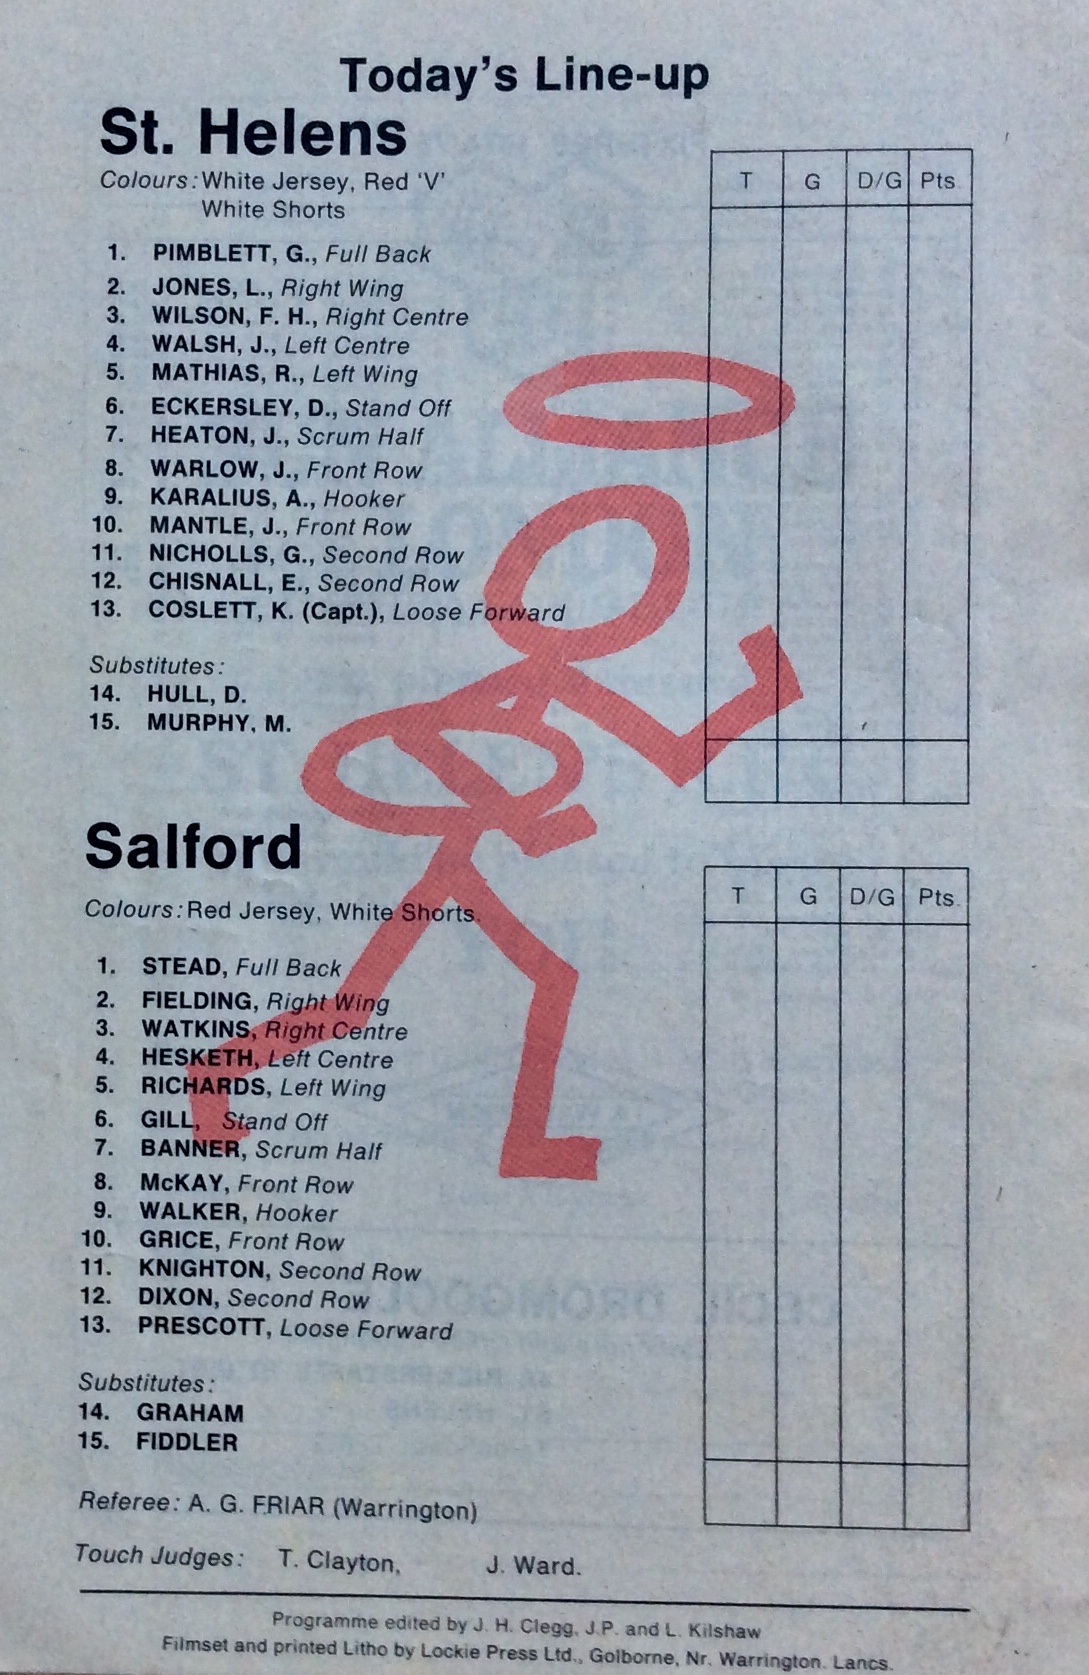 Today's Line-up
St. Helens
Colours: White Jersey, Red 'V'
White Shorts
T G D/G Pts.
1. PIMBLETT, G., Full Back
2. JONES, L., Right Wing
3. WILSON, F. H., Right Centre
4. WALSH, J., Left Centre
5. MATHIAS, R., Left Wing
6. ECKERSLEY, D., Stand Off
7. HEATON, J., Scrum Half
8. WARLOW, J., Front Row
9. KARALIUS, A., Hooker
10. MANTLE, J., Front Row
11. NICHOLLS, G., Second Row
12. CHISNALL, E., Second Row
13. COSLETT, K. (Capt.), Loose Forward
Substitutes:
14. HULL, D.
15. MURPHY, M.
Salford
Colours: Red Jersey, White Shorts.
T G D/G Pts.
1. STEAD, Full Back
2. FIELDING, Right Wing
3. WATKINS, Right Centre
4. HESKETH, Left Centre
5. RICHARDS, Left Wing
6. GILL, Stand Off
7. BANNER, Scrum Half
8. McKAY, Front Row
9. WALKER, Hooker
10. GRICE, Front Row
11. KNIGHTON, Second Row
12. DIXON, Second Row
13. PRESCOTT, Loose Forward
Substitutes:
14. GRAHAM
15. FIDDLER
Referee: A. G. FRIAR (Warrington)
Touch Judges: T. Clayton, J. Ward.
Programme edited by J. H. Clegg, J.P. and L. Kilshaw
Filmset and printed Litho by Lockie Press Ltd., Golborne, Nr. Warrington. Lancs.